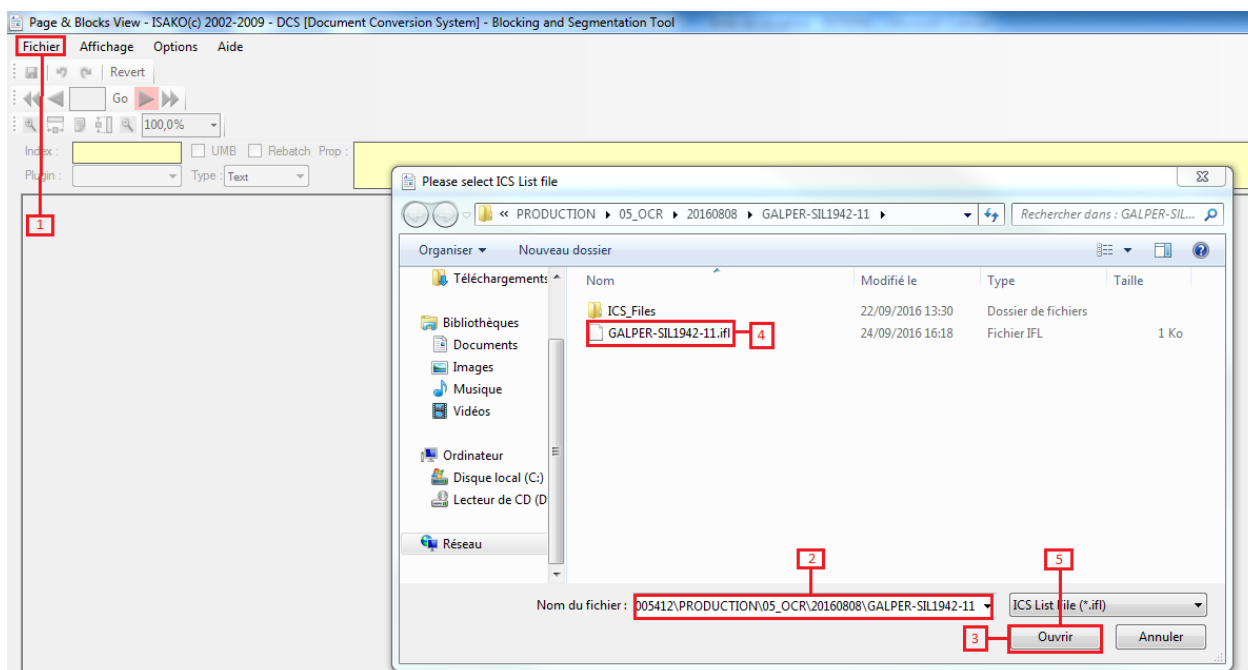 Page & Blocks View - ISAKO(c) 2002-2009 - DCS [Document Conversion System] - Blocking and Segmentation Tool
Fichier Affichage Options Aide
Revert
Go
100,0%
Index : UMB Rebatch Prop :
Plugin : Type : Text
1
Please select ICS List file
« PRODUCTION 05_OCR 20160808 GALPER-SIL1942-11 Rechercher dans : GALPER-SIL...
Organiser Nouveau dossier
Téléchargements
Nom Modifié le Type Taille
ICS_Files 22/09/2016 13:30 Dossier de fichiers
GALPER-SIL1942-11.ifl 4 24/09/2016 16:18 Fichier IFL 1 Ko
Bibliothèques
Documents
Images
Musique
Vidéos
Ordinateur
Disque local (C:)
Lecteur de CD (D
Réseau
2 5
Nom du fichier : 005412\PRODUCTION\05_OCR\20160808\GALPER-SIL1942-11 ICS List File (*.ifl)
3 Ouvrir Annuler